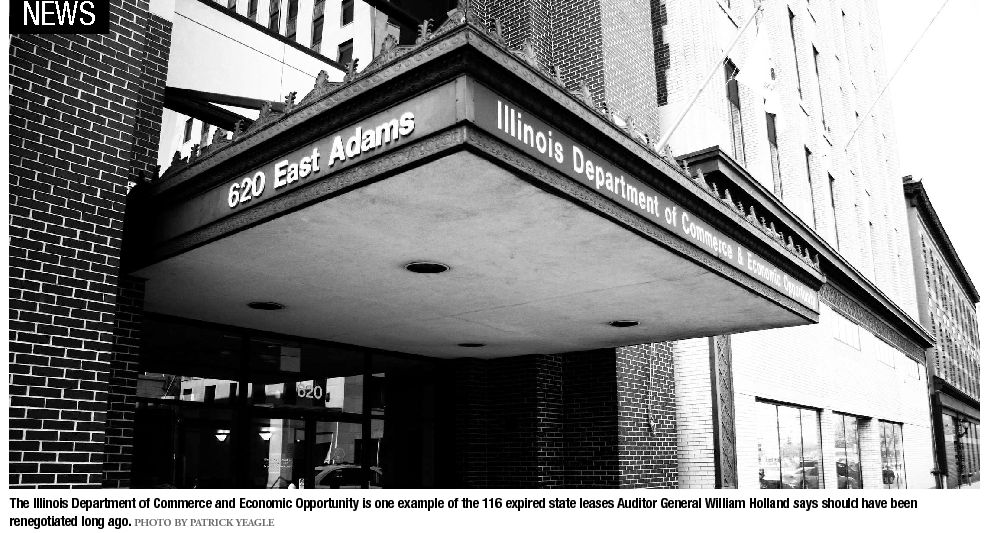 NEWS
620 East Adams
Illinois Department of Commerce & Economic Opportunity
620
The Illinois Department of Commerce and Economic Opportunity is one example of the 116 expired state leases Auditor General William Holland says should have been
renegotiated long ago. PHOTO BY PATRICK YEAGLE